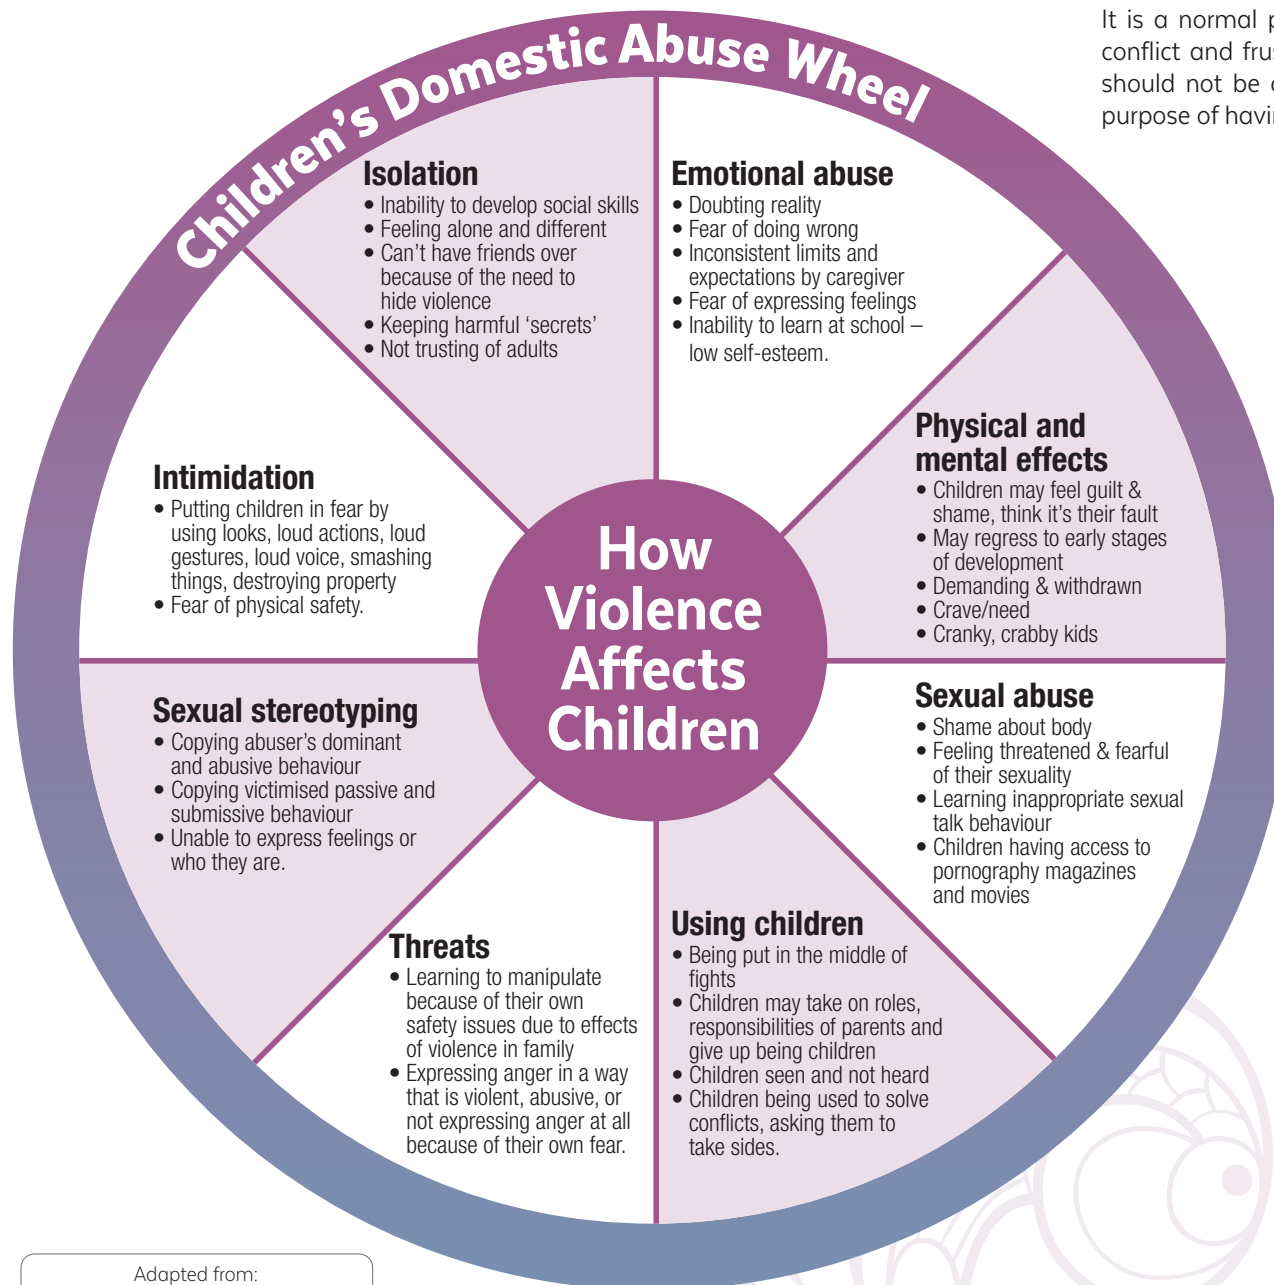 It is a normal
conflict and
should not be
purpose of
Children's Domestic Abuse Wheel
Isolation
• Inability to develop social skills
• Feeling alone and different
• Can't have friends over
because of the need to
hide violence
• Keeping harmful 'secrets'
• Not trusting of adults
Emotional abuse
• Doubting reality
• Fear of doing wrong
• Inconsistent limits and
expectations by caregiver
• Fear of expressing feelings
• Inability to learn at school –
low self-esteem.
Physical and
mental effects
• Children may feel guilt &
shame, think it's their fault
• May regress to early stages
of development
• Demanding & withdrawn
• Crave/need
• Cranky, crabby kids
Sexual abuse
• Shame about body
• Feeling threatened & fearful
of their sexuality
• Learning inappropriate sexual
talk behaviour
• Children having access to
pornography magazines
and movies
Using children
• Being put in the middle of
fights
• Children may take on roles,
responsibilities of parents and
give up being children
• Children seen and not heard
• Children being used to solve
conflicts, asking them to
take sides.
Threats
• Learning to manipulate
because of their own
safety issues due to effects
of violence in family
• Expressing anger in a way
that is violent, abusive, or
not expressing anger at all
because of their own fear.
Sexual stereotyping
• Copying abuser's dominant
and abusive behaviour
• Copying victimised passive and
submissive behaviour
• Unable to express feelings or
who they are.
Intimidation
• Putting children in fear by
using looks, loud actions, loud
gestures, loud voice, smashing
things, destroying property
• Fear of physical safety.
How
Violence
Affects
Children
Adapted from: